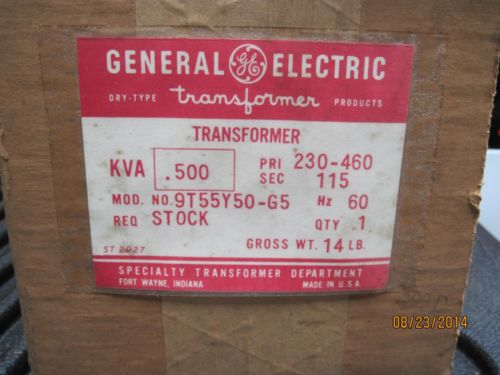 GENERAL GE ELECTRIC
DRY-TYPE transformer PRODUCTS
TRANSFORMER
KVA .500 PRI 230-460
SEC 115
MOD. NO. 9T55Y50-G5 Hz 60
REQ STOCK QTY .1
GROSS WT. 14 LB.
ST 2027
SPECIALTY TRANSFORMER DEPARTMENT
FORT WAYNE, INDIANA MADE IN U.S.A.
08/23/2014